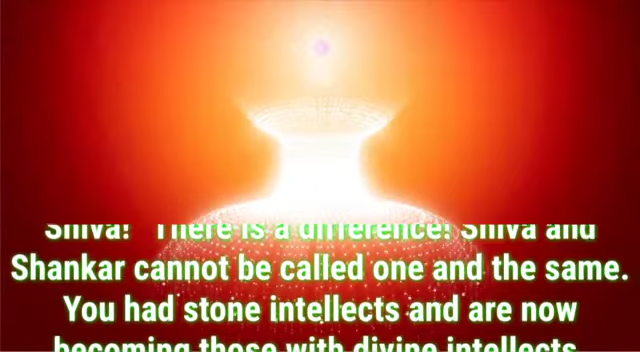 Shiva! There is a difference! Shiva and
Shankar cannot be called one and the same.
You had stone intellects and are now
becoming those with divine intellects.